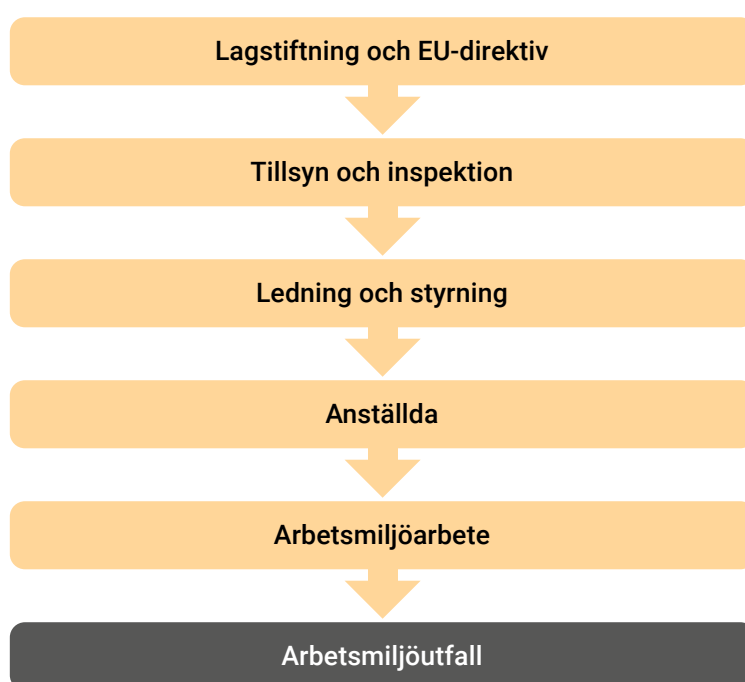 Lagstiftning och EU-direktiv
Tillsyn och inspektion
Ledning och styrning
Anställda
Arbetsmiljöarbete
Arbetsmiljöutfall